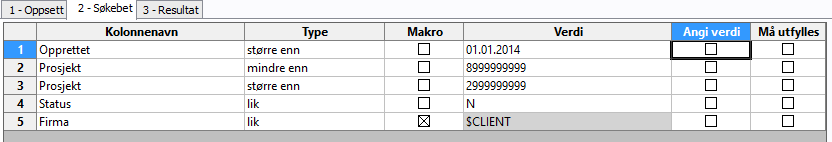 1 - Oppsett 2 - Søkebet 3 - Resultat
Kolonnenavn Type Makro Verdi Angi verdi Må utfylles
1 Opprettet større enn 01.01.2014
2 Prosjekt mindre enn 8999999999
3 Prosjekt større enn 2999999999
4 Status lik N
5 Firma lik $CLIENT